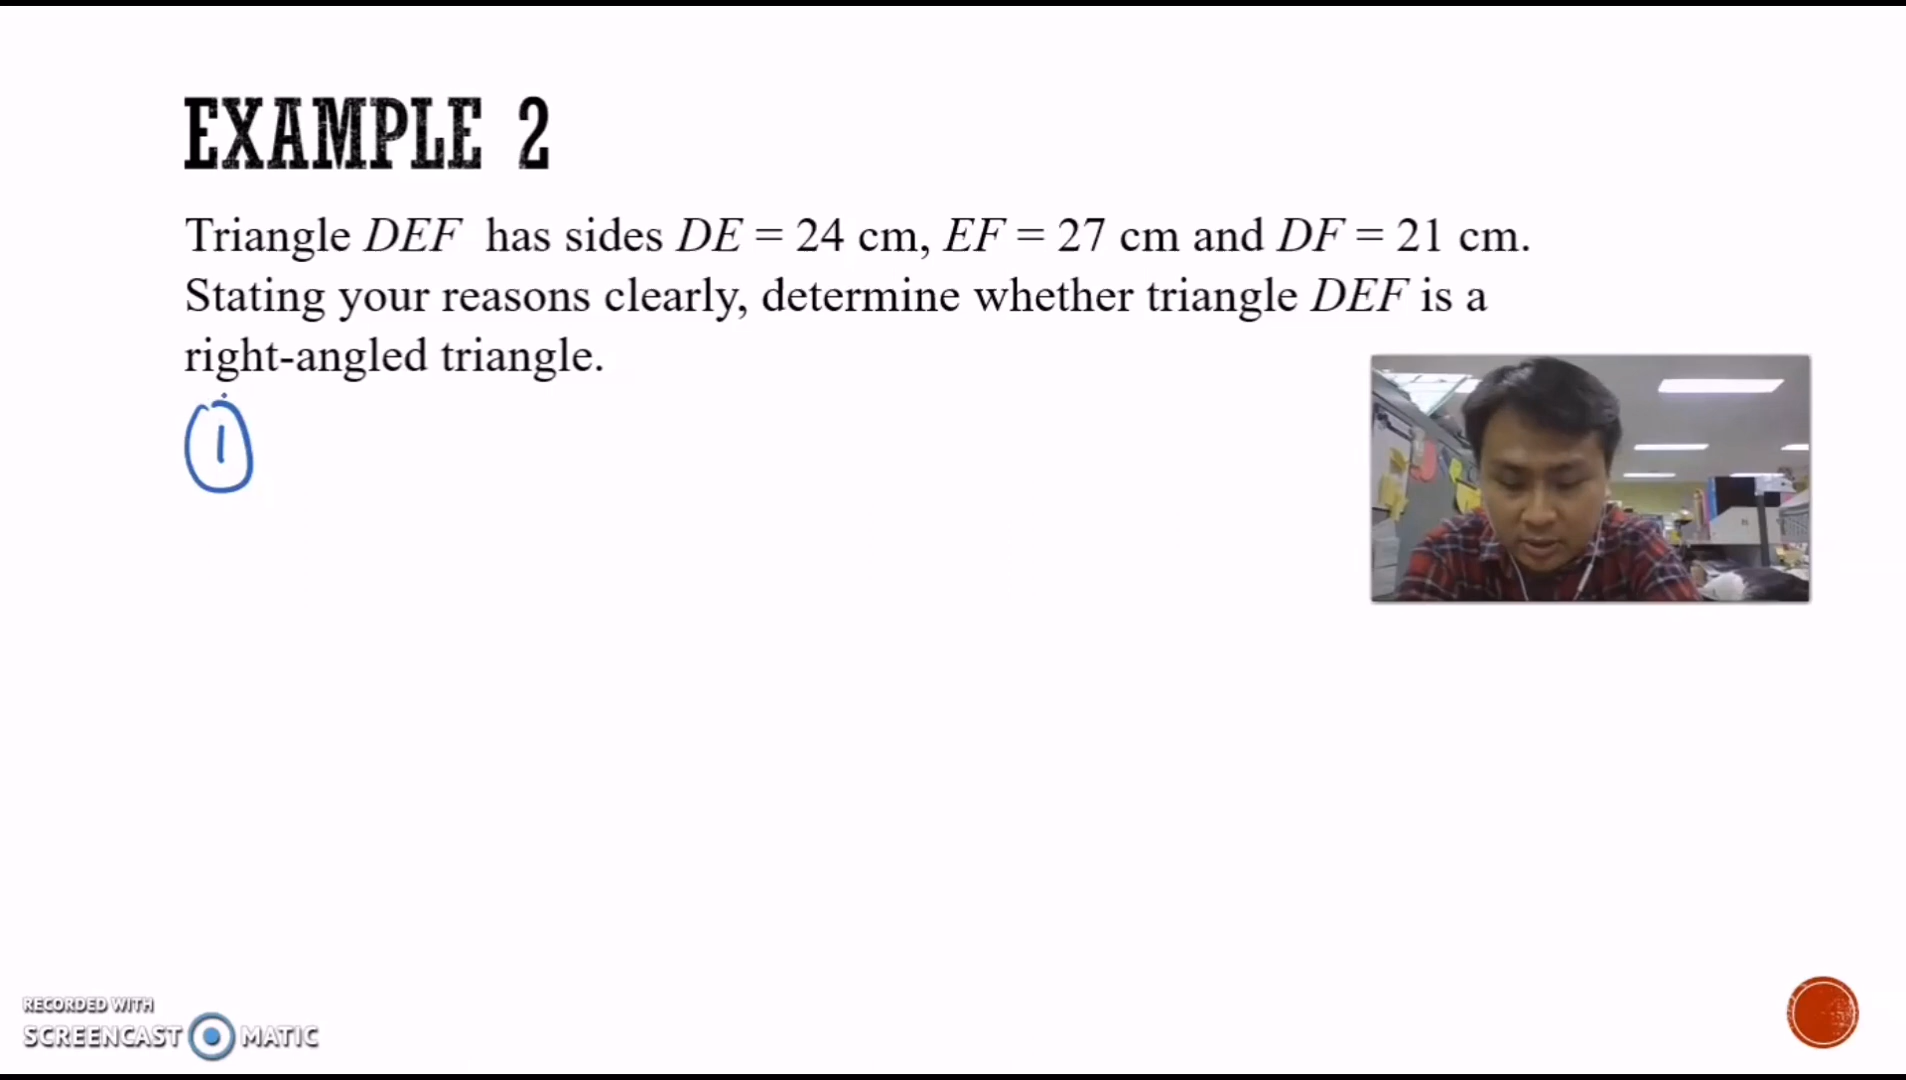 EXAMPLE 2
Triangle DEF has sides DE = 24 cm, EF = 27 cm and DF = 21 cm.
Stating your reasons clearly, determine whether triangle DEF is a
right-angled triangle.
1
RECORDED WITH
SCREENCAST MATIC